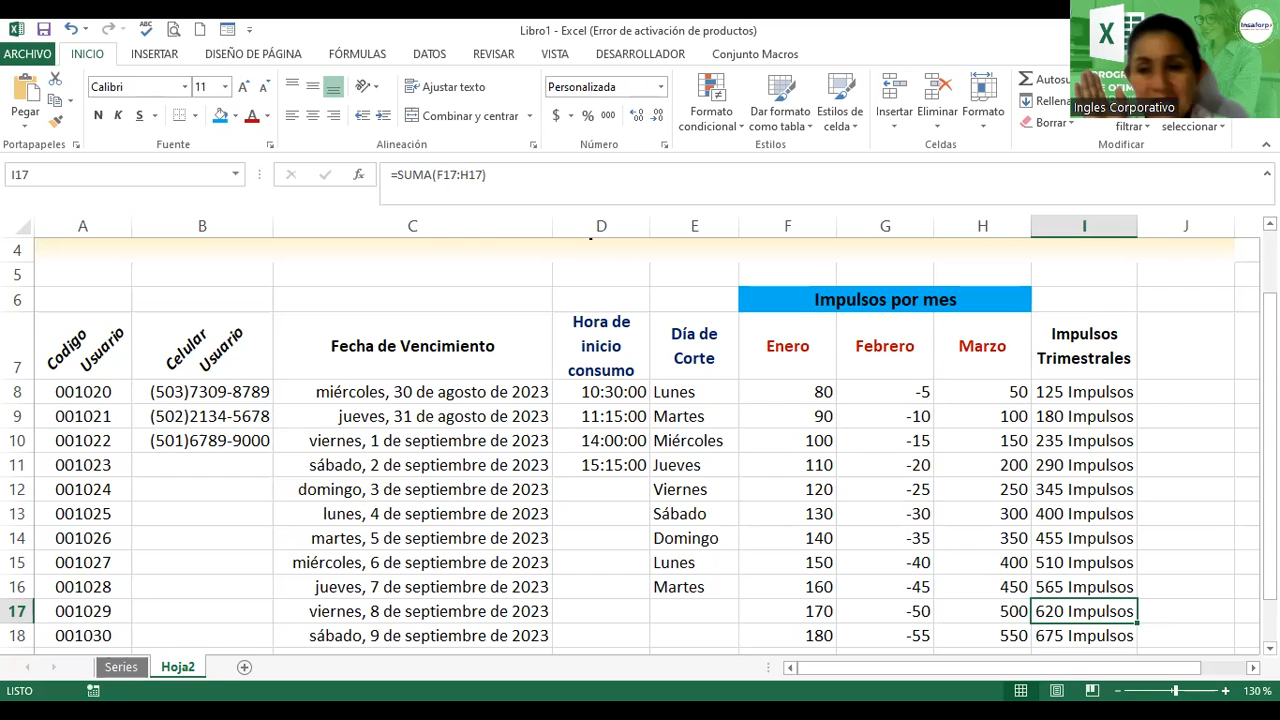 Libro1 - Excel (Error de activación de productos)
ARCHIVO INICIO INSERTAR DISEÑO DE PÁGINA FÓRMULAS DATOS REVISAR VISTA DESARROLLADOR Conjunto Macros
Insaforp
Ingles Corporativo
Pegar
Calibri 11
N K S
Ajustar texto
Combinar y centrar
Personalizada
$ % 000
Formato condicional
Dar formato como tabla
Estilos de celda
Insertar Eliminar Formato
Borrar
filtrar seleccionar
Portapapeles Fuente Alineación Número Estilos Celdas Modificar
I17 =SUMA(F17:H17)
A B C D E F G H I J
4
5
6 Impulsos por mes
7 Codigo Usuario Celular Usuario Fecha de Vencimiento Hora de inicio consumo Día de Corte Enero Febrero Marzo Impulsos Trimestrales
8 001020 (503)7309-8789 miércoles, 30 de agosto de 2023 10:30:00 Lunes 80 -5 50 125 Impulsos
9 001021 (502)2134-5678 jueves, 31 de agosto de 2023 11:15:00 Martes 90 -10 100 180 Impulsos
10 001022 (501)6789-9000 viernes, 1 de septiembre de 2023 14:00:00 Miércoles 100 -15 150 235 Impulsos
11 001023 sábado, 2 de septiembre de 2023 15:15:00 Jueves 110 -20 200 290 Impulsos
12 001024 domingo, 3 de septiembre de 2023 Viernes 120 -25 250 345 Impulsos
13 001025 lunes, 4 de septiembre de 2023 Sábado 130 -30 300 400 Impulsos
14 001026 martes, 5 de septiembre de 2023 Domingo 140 -35 350 455 Impulsos
15 001027 miércoles, 6 de septiembre de 2023 Lunes 150 -40 400 510 Impulsos
16 001028 jueves, 7 de septiembre de 2023 Martes 160 -45 450 565 Impulsos
17 001029 viernes, 8 de septiembre de 2023 170 -50 500 620 Impulsos
18 001030 sábado, 9 de septiembre de 2023 180 -55 550 675 Impulsos
Series Hoja2
LISTO 130 %